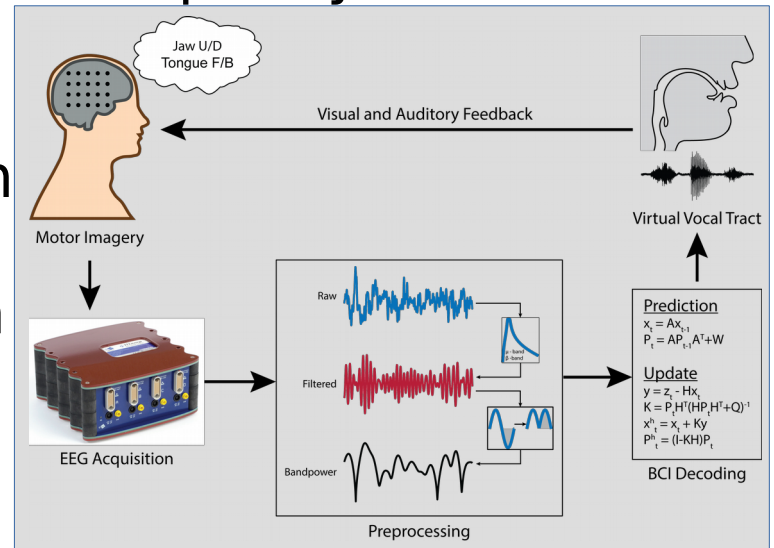 Jaw U/D
Tongue F/B
Visual and Auditory Feedback
Motor Imagery
Virtual Vocal Tract
EEG Acquisition
Raw
μ - band
β -band
Filtered
Bandpower
Preprocessing
Prediction
xₜ = Axₜ₋₁
Pₜ = APₜ₋₁Aᵀ+W
Update
y = zₜ - Hxₜ
K = PₜHᵀ(HPₜHᵀ+Q)⁻¹
xʰₜ = xₜ + Ky
Pʰₜ = (I-KH)Pₜ
BCI Decoding